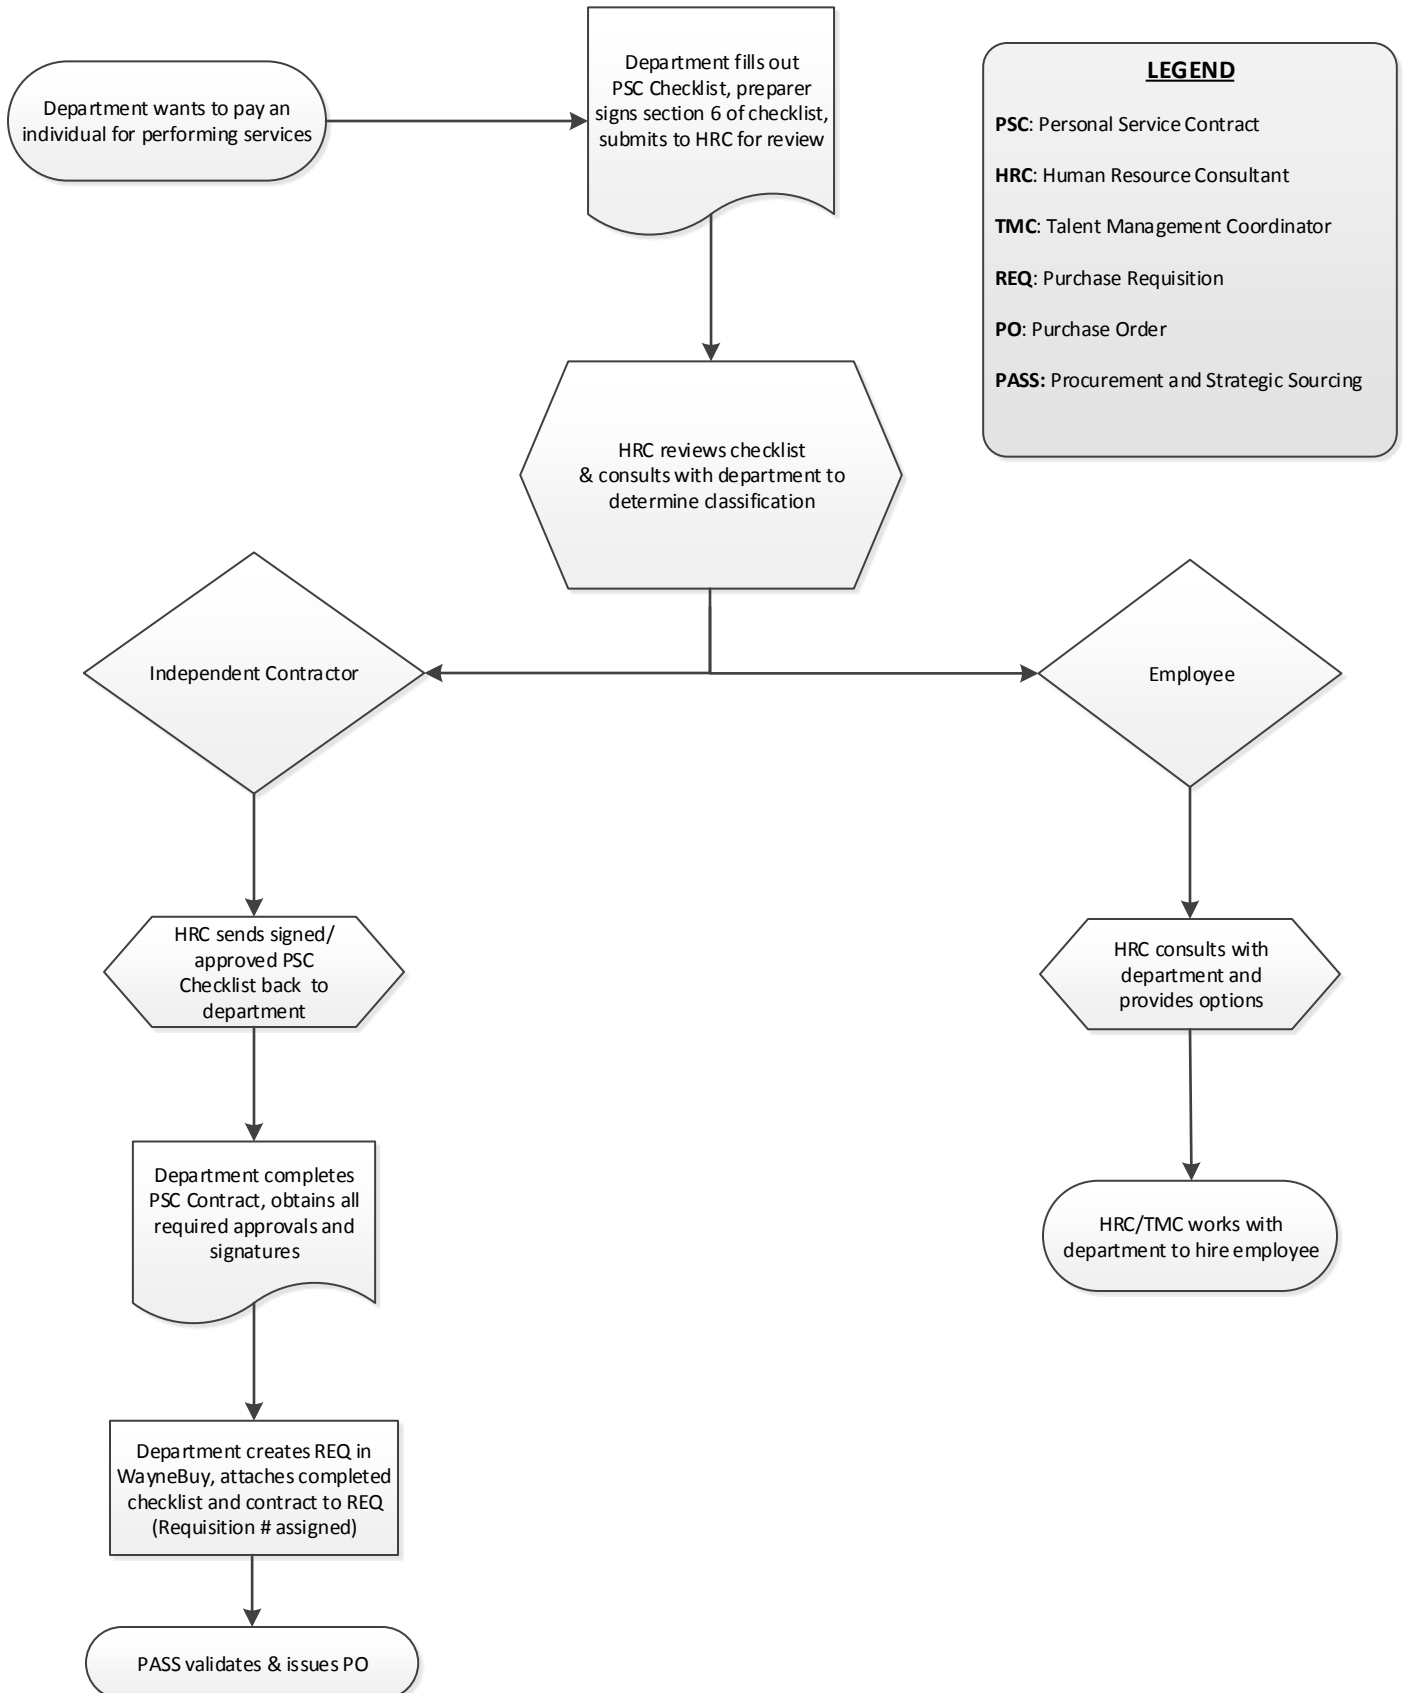 Department wants to pay an
individual for performing services
Department fills out
PSC Checklist, preparer
signs section 6 of checklist,
submits to HRC for review
LEGEND
PSC: Personal Service Contract
HRC: Human Resource Consultant
TMC: Talent Management Coordinator
REQ: Purchase Requisition
PO: Purchase Order
PASS: Procurement and Strategic Sourcing
HRC reviews checklist
& consults with department to
determine classification
Independent Contractor
Employee
HRC sends signed/
approved PSC
Checklist back to
department
HRC consults with
department and
provides options
Department completes
PSC Contract, obtains all
required approvals and
signatures
HRC/TMC works with
department to hire employee
Department creates REQ in
WayneBuy, attaches completed
checklist and contract to REQ
(Requisition # assigned)
PASS validates & issues PO